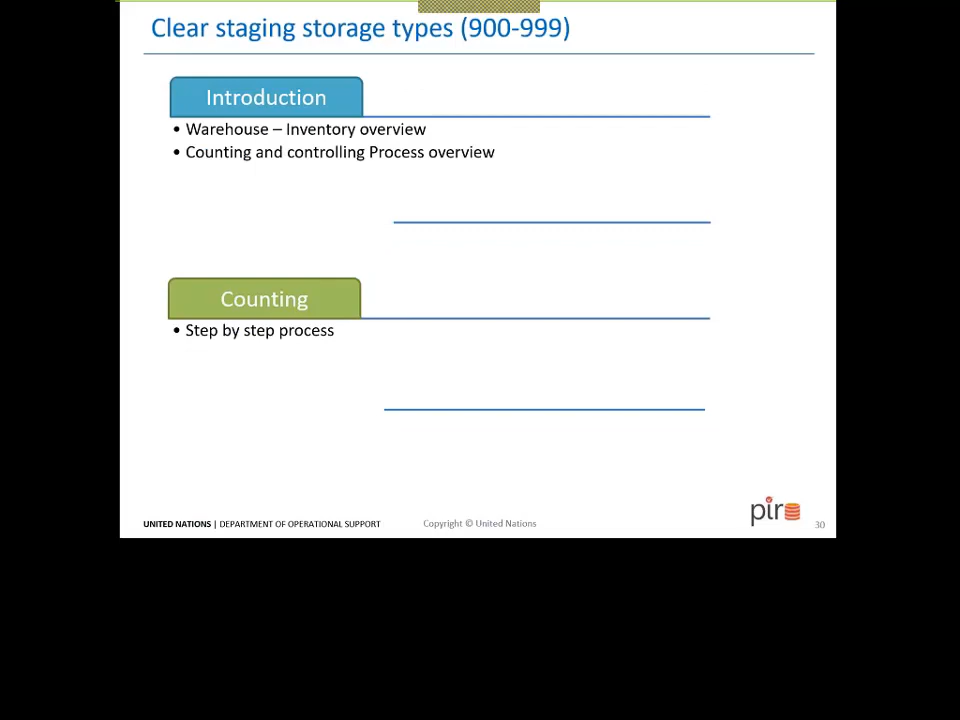 Clear staging storage types (900-999)
Introduction
• Warehouse – Inventory overview
• Counting and controlling Process overview
Counting
• Step by step process
UNITED NATIONS | DEPARTMENT OF OPERATIONAL SUPPORT
Copyright © United Nations
pir
30